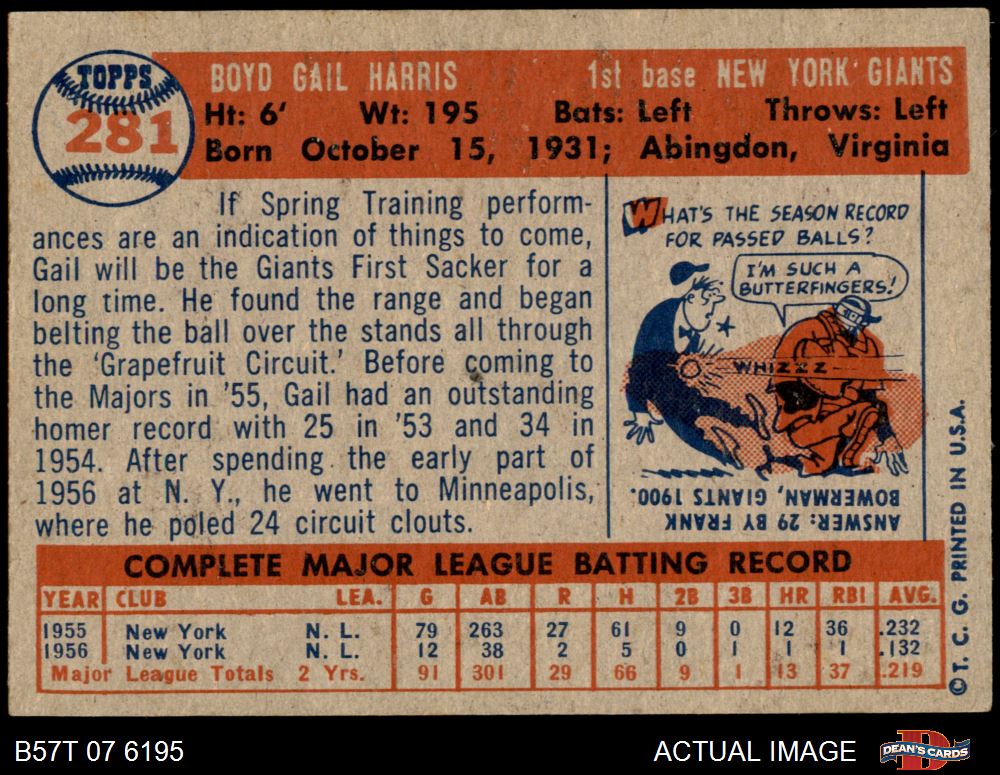 TOPPS
281
BOYD GAIL HARRIS 1st base NEW YORK GIANTS
Ht: 6' Wt: 195 Bats: Left Throws: Left
Born October 15, 1931; Abingdon, Virginia
If Spring Training perform-
ances are an indication of things to come,
Gail will be the Giants First Sacker for a
long time. He found the range and began
belting the ball over the stands all through
the 'Grapefruit Circuit.' Before coming to
the Majors in '55, Gail had an outstanding
homer record with 25 in '53 and 34 in
1954. After spending the early part of
1956 at N. Y., he went to Minneapolis,
where he poled 24 circuit clouts.
WHAT'S THE SEASON RECORD
FOR PASSED BALLS?
I'M SUCH A
BUTTERFINGERS!
WHIZZZ
ANSWER: 29 BY FRANK
BOWERMAN, GIANTS 1900.
COMPLETE MAJOR LEAGUE BATTING RECORD
YEAR CLUB LEA. G AB R H 2B 3B HR RBI AVG.
1955 New York N. L. 79 263 27 61 9 0 12 36 .232
1956 New York N. L. 12 38 2 5 0 1 1 1 .132
Major League Totals 2 Yrs. 91 301 29 66 9 1 13 37 .219
© T. C. G. PRINTED IN U.S.A.
B57T 07 6195 ACTUAL IMAGE
D
DEAN'S CARDS